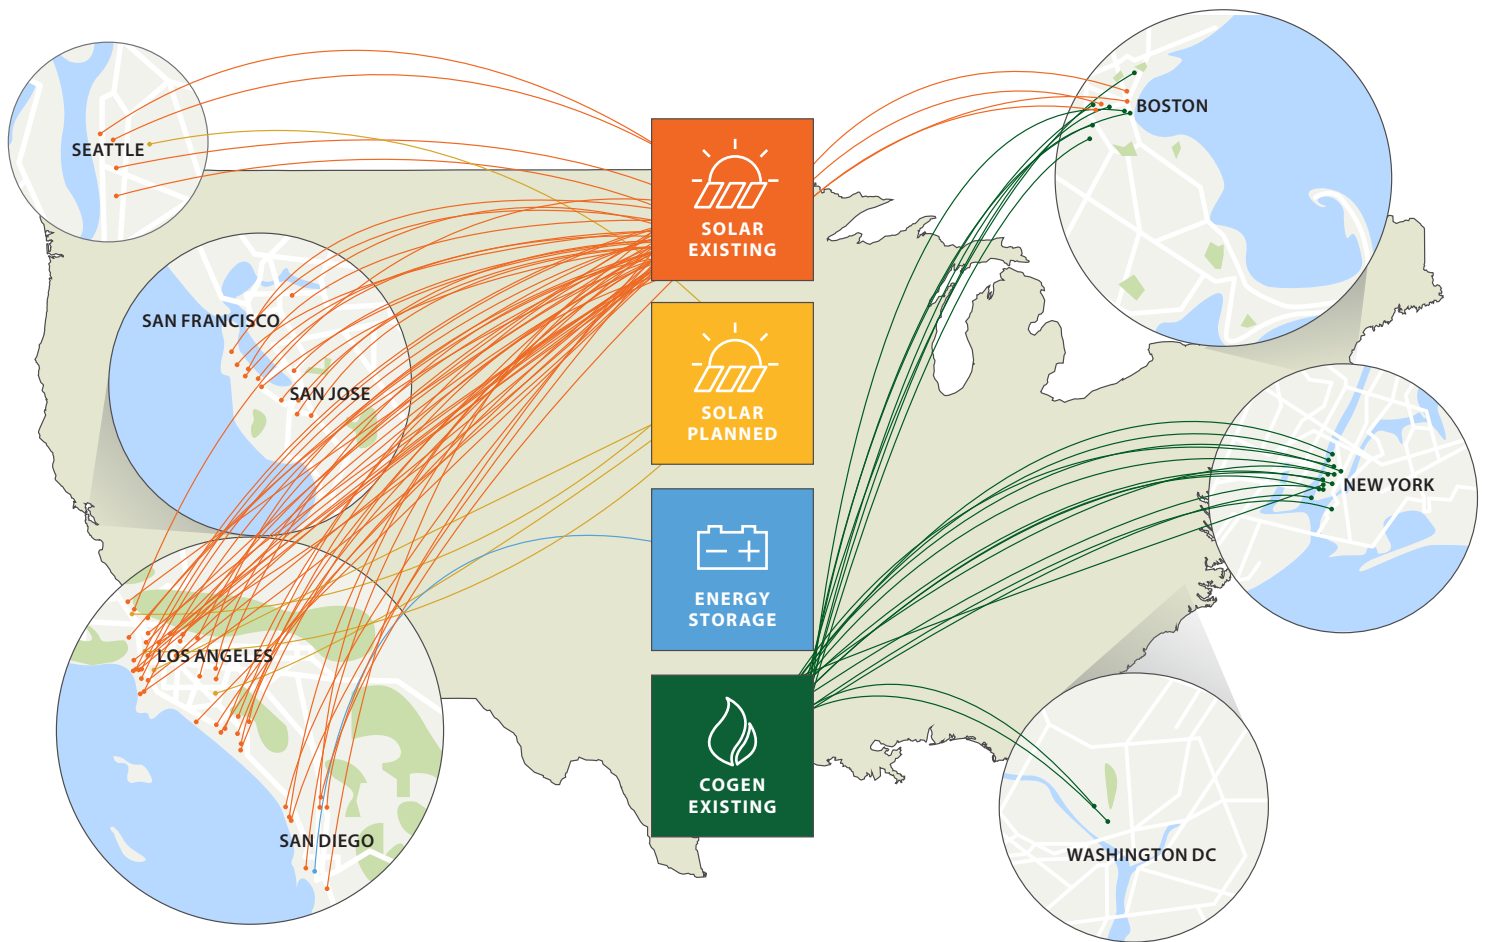 SEATTLE
BOSTON
SOLAR
EXISTING
SAN FRANCISCO
SAN JOSE
SOLAR
PLANNED
NEW YORK
ENERGY
STORAGE
LOS ANGELES
COGEN
EXISTING
SAN DIEGO
WASHINGTON DC